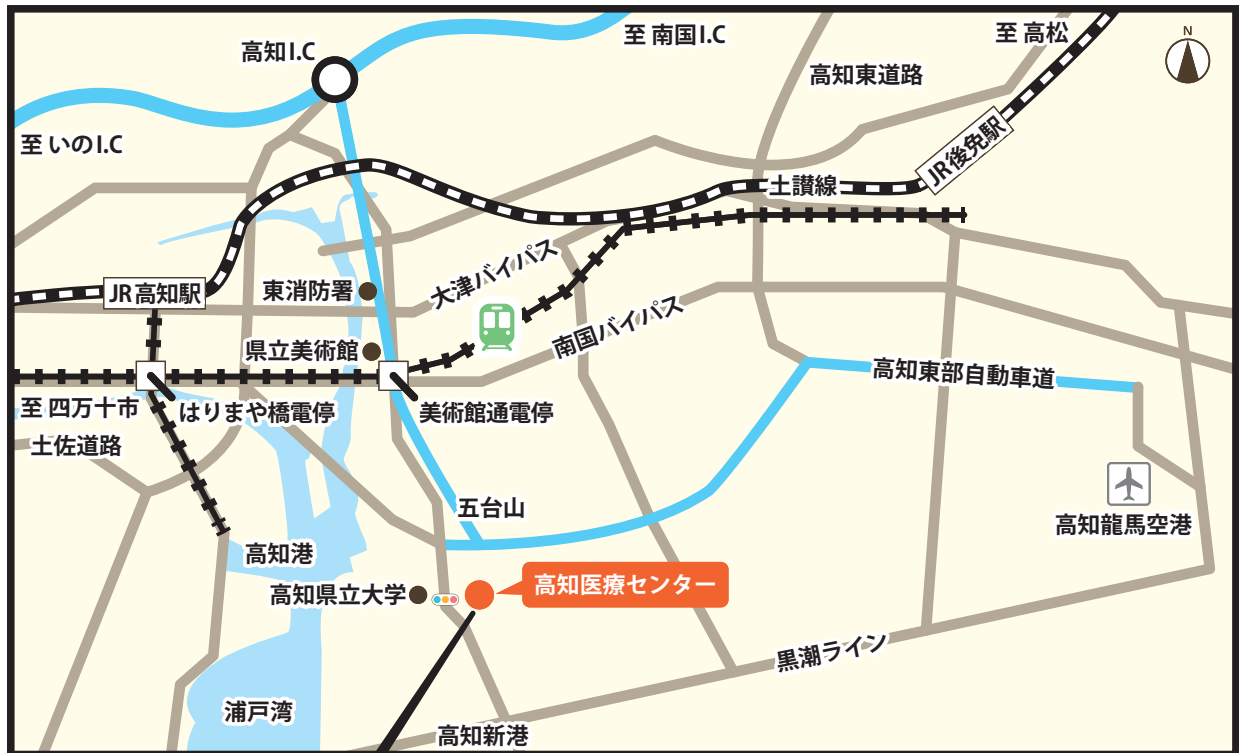 至 南国I.C
至 高松
N
高知I.C
高知東道路
至 いのI.C
JR後免駅
土讃線
大津バイパス
JR高知駅
東消防署
南国バイパス
県立美術館
高知東部自動車道
至 四万十市
はりまや橋電停
美術館通電停
土佐道路
五台山
高知龍馬空港
高知港
高知医療センター
高知県立大学
黒潮ライン
浦戸湾
高知新港